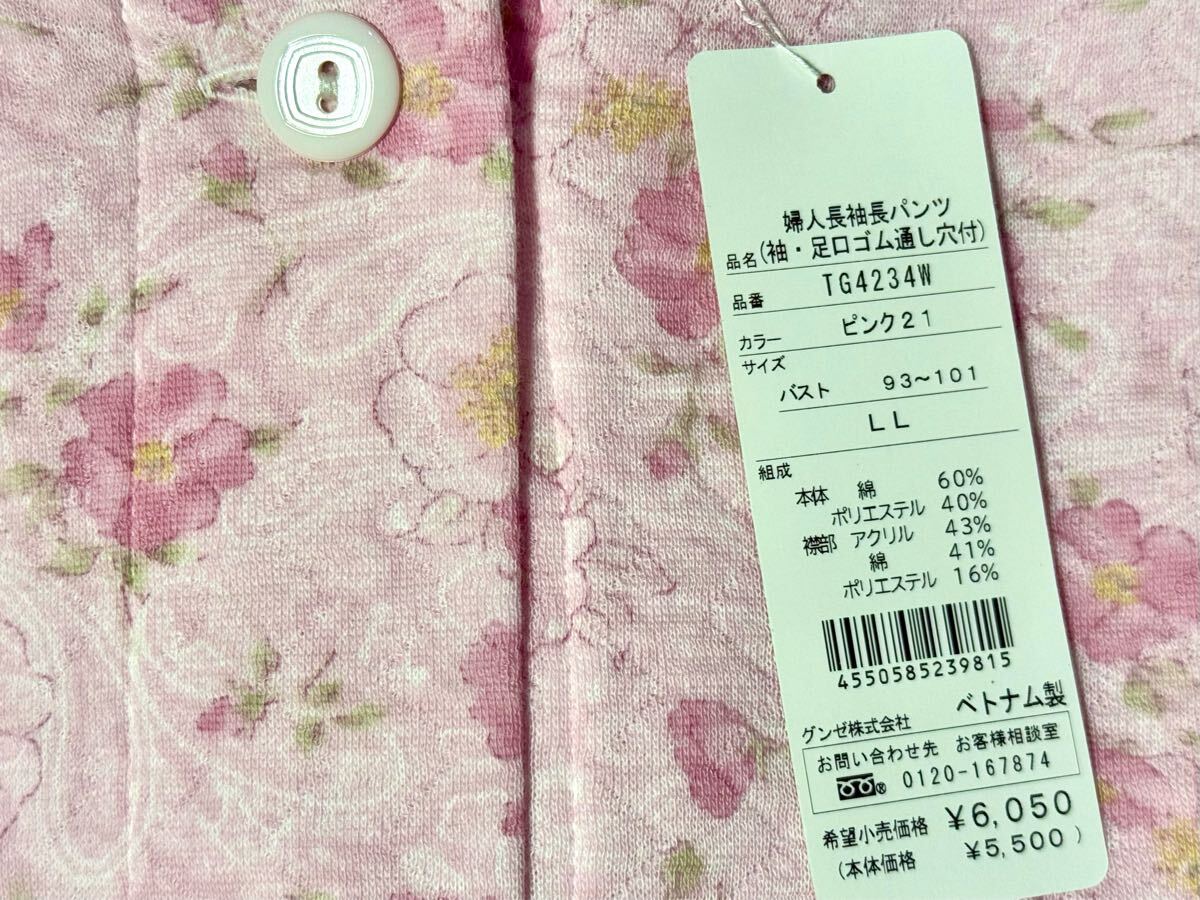 婦人長袖長パンツ
品名(袖・足口ゴム通し穴付)
品番 TG4234W
カラー ピンク21
サイズ
バスト 93~101
LL
組成
本体 綿 60%
ポリエステル 40%
襟部 アクリル 43%
綿 41%
ポリエステル 16%
4550585239815
ベトナム製
グンゼ株式会社
お問い合わせ先 お客様相談室
® 0120-167874
希望小売価格 ¥6,050
(本体価格 ¥5,500)